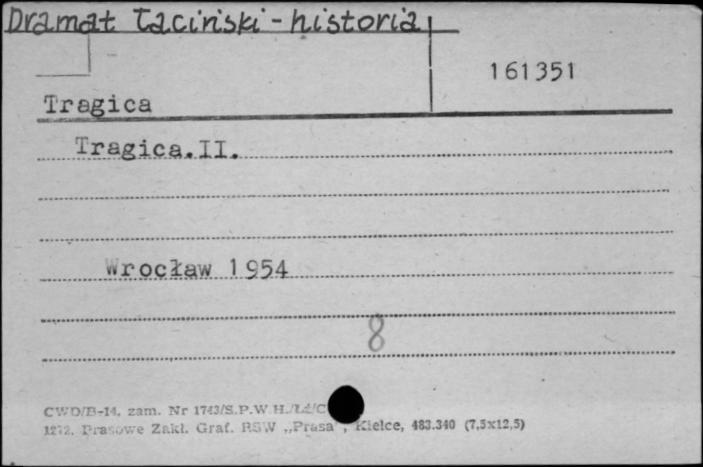 Dramat łaciński - historia
161351
Tragica
Tragica.II.
Wrocław 1954
8
CWD/B-14. zam. Nr 1743/S.P.W.H./Łd/C
1272. Prasowe Zakł. Graf. RSW „Prasa", Kielce, 483.340 (7,5x12,5)